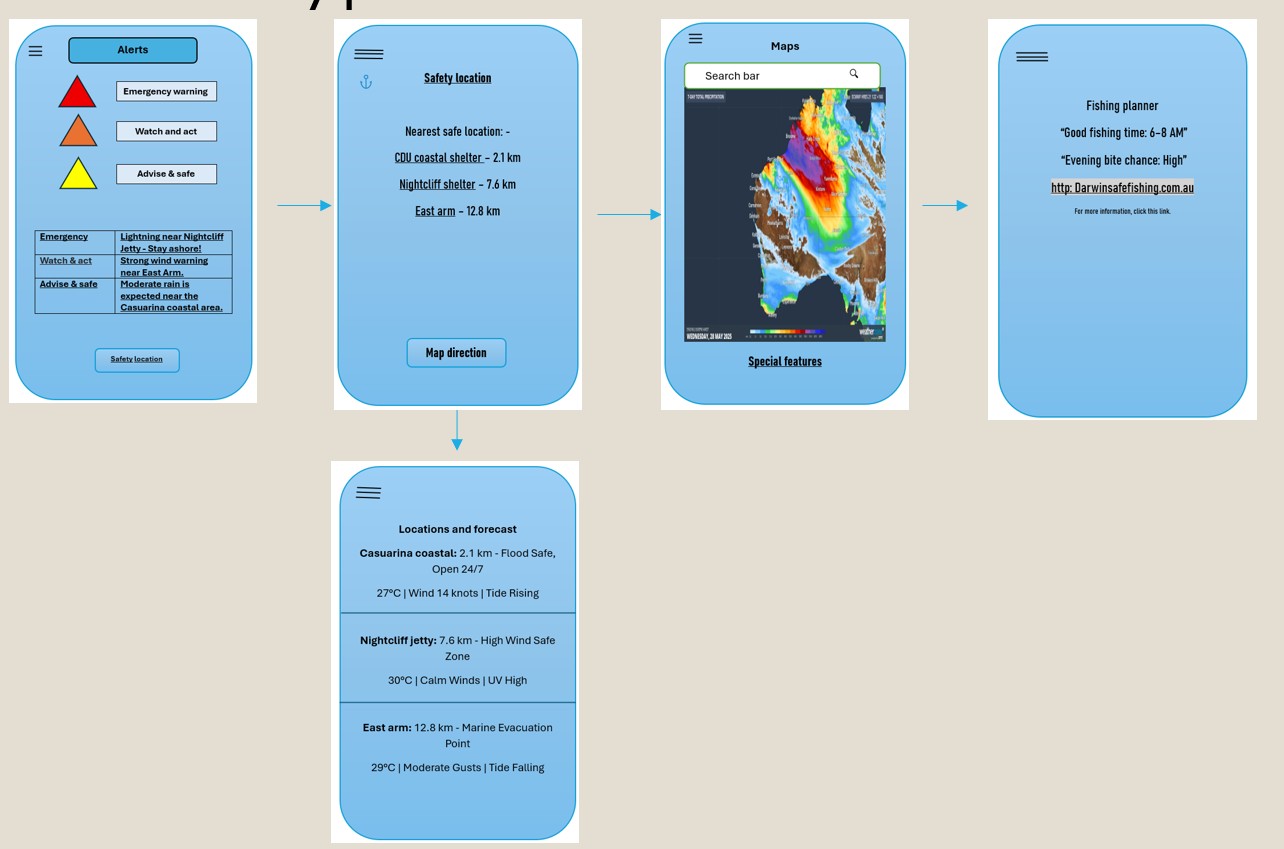 Alerts
Emergency warning
Watch and act
Advise & safe
Emergency
Lightning near Nightcliff
Jetty - Stay ashore!
Watch & act
Strong wind warning
near East Arm.
Advise & safe
Moderate rain is
expected near the
Casuarina coastal area.
Safety location
Safety location
Nearest safe location: -
CDU coastal shelter – 2.1 km
Nightcliff shelter – 7.6 km
East arm – 12.8 km
Map direction
Maps
Search bar
7-DAY TOTAL PRECIPITATION
WEDNESDAY, 28 MAY 2025
weather
Special features
Fishing planner
“Good fishing time: 6–8 AM”
“Evening bite chance: High”
http: Darwinsafefishing.com.au
For more information, click this link.
Locations and forecast
Casuarina coastal: 2.1 km - Flood Safe,
Open 24/7
27°C | Wind 14 knots | Tide Rising
Nightcliff jetty: 7.6 km - High Wind Safe
Zone
30°C | Calm Winds | UV High
East arm: 12.8 km - Marine Evacuation
Point
29°C | Moderate Gusts | Tide Falling